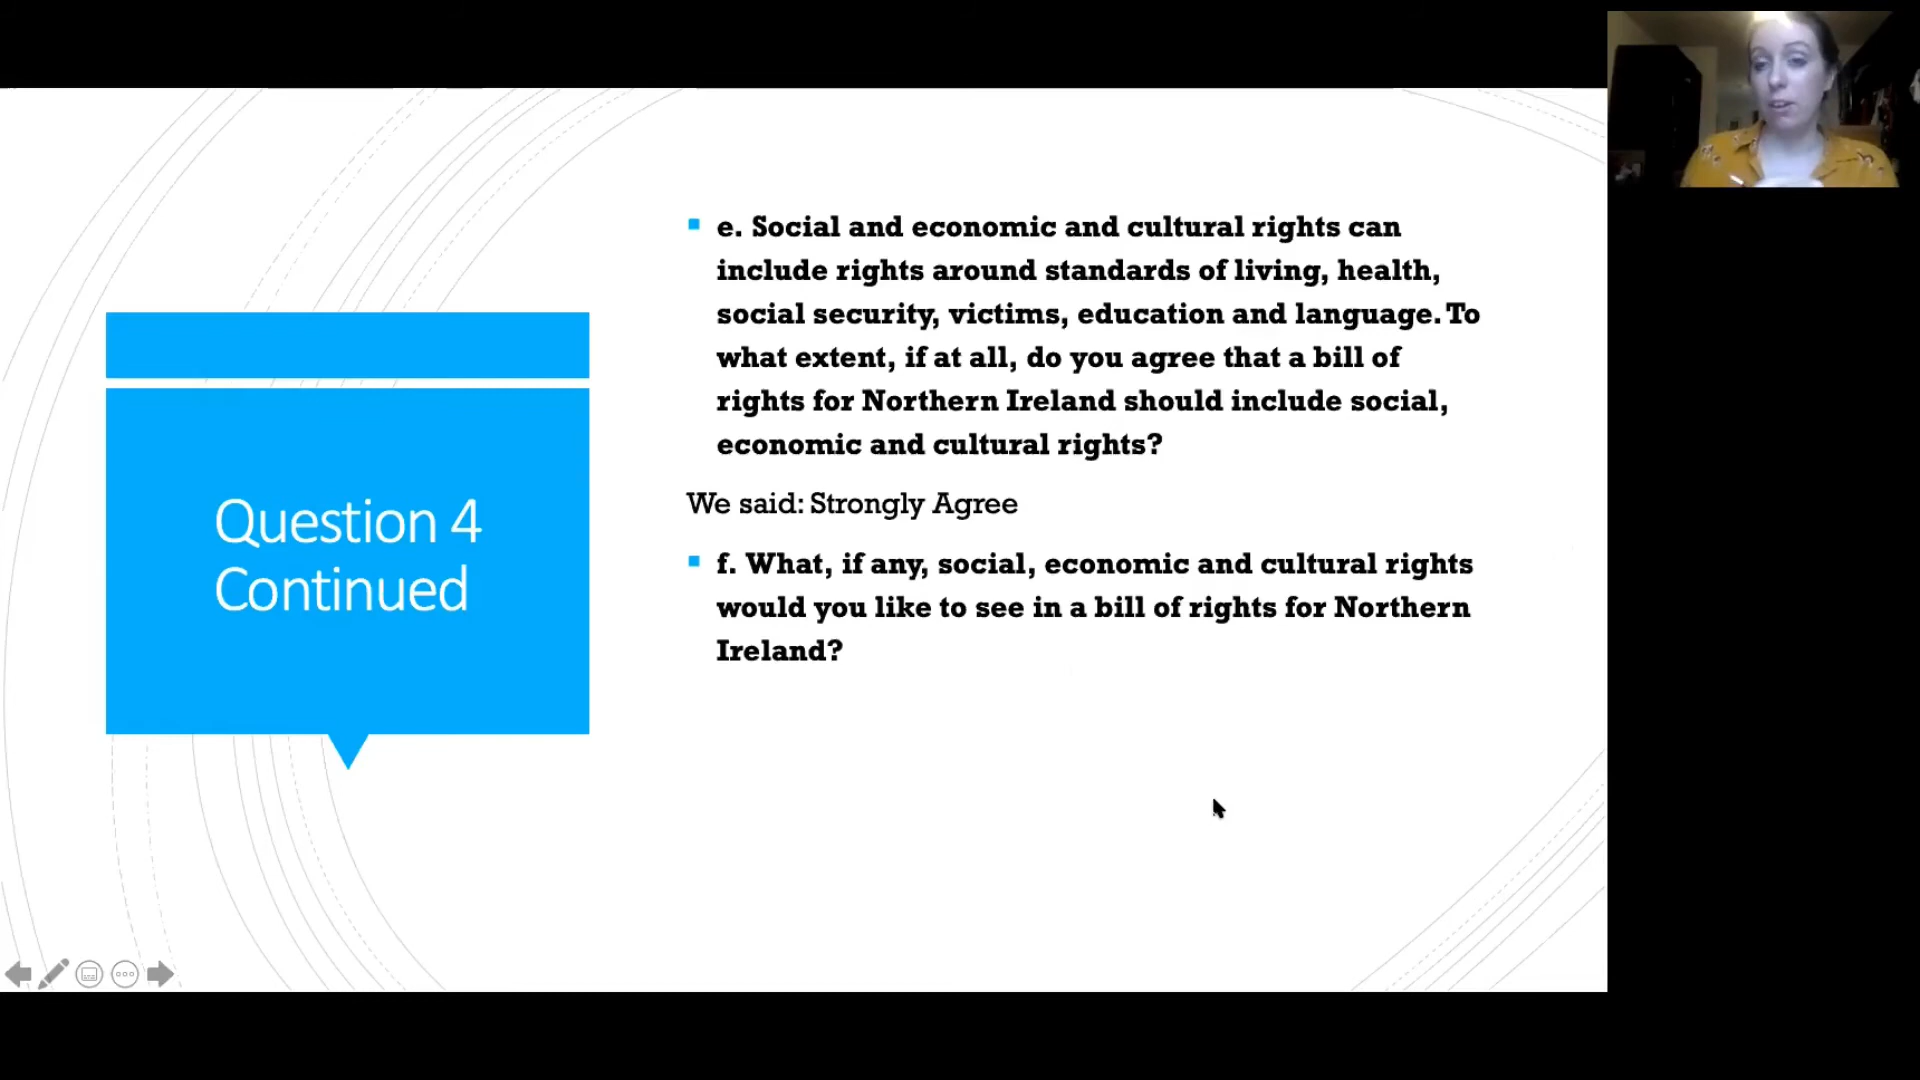 Question 4
Continued
e. Social and economic and cultural rights can
include rights around standards of living, health,
social security, victims, education and language. To
what extent, if at all, do you agree that a bill of
rights for Northern Ireland should include social,
economic and cultural rights?
We said: Strongly Agree
f. What, if any, social, economic and cultural rights
would you like to see in a bill of rights for Northern
Ireland?